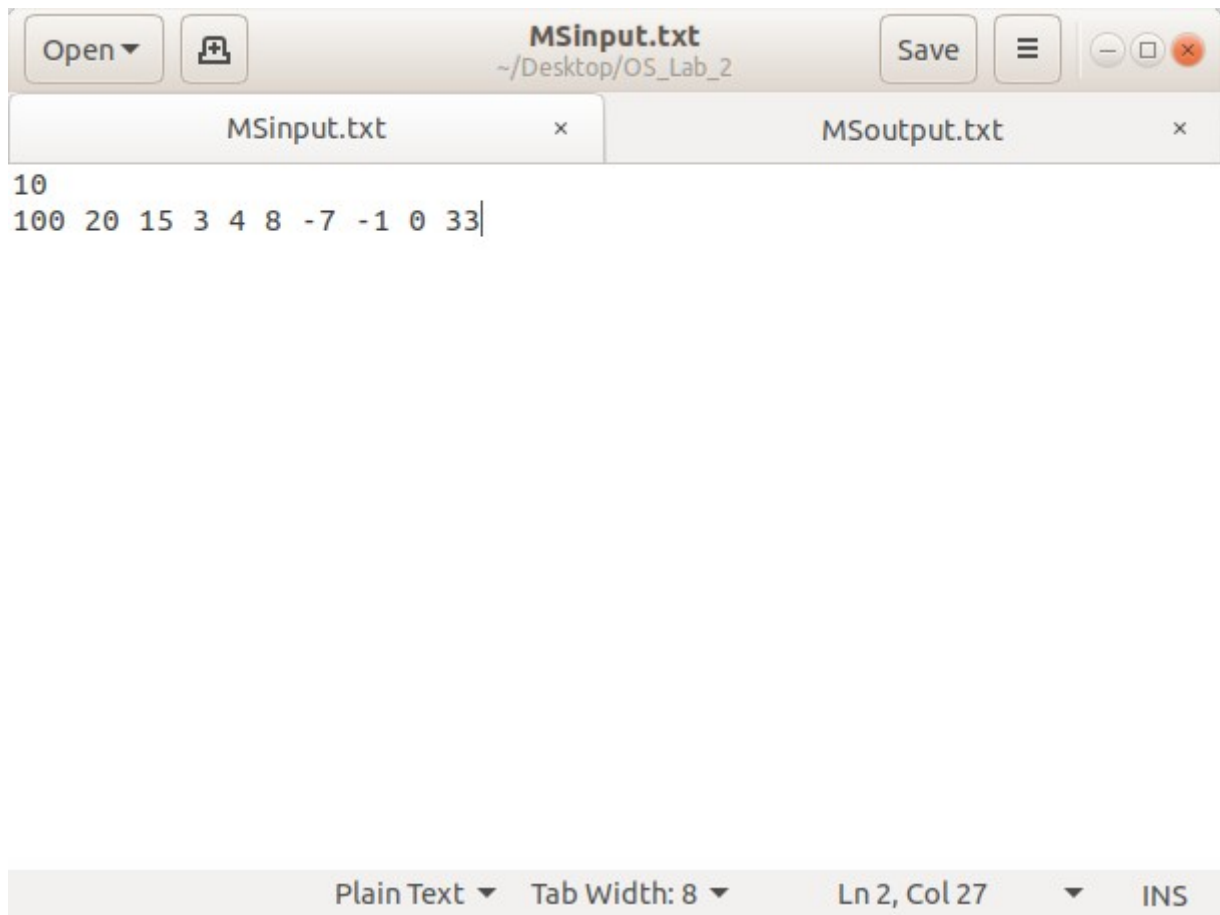 Open
MSinput.txt
~/Desktop/OS_Lab_2
Save
MSinput.txt ×
MSoutput.txt ×
10
100 20 15 3 4 8 -7 -1 0 33
Plain Text Tab Width: 8 Ln 2, Col 27 INS